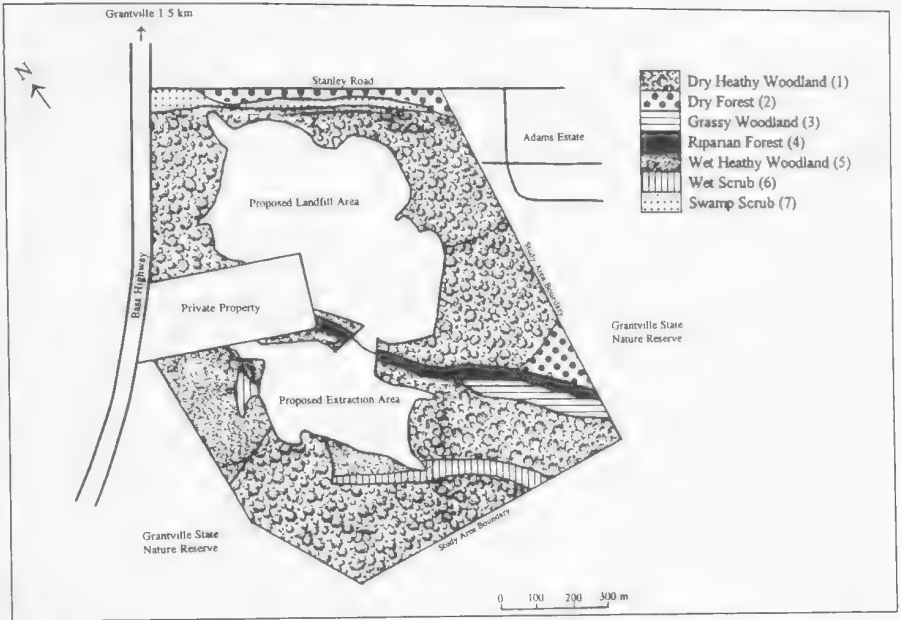 Grantville 1 5 km
N
Stanley Road
Adams Estate
Proposed Landfill Area
Bass Highway
Private Property
Study Area Boundary
Grantville State
Nature Reserve
Proposed Extraction Area
Grantville State
Nature Reserve
Study Area Boundary
0 100 200 300 m
Dry Heathy Woodland (1)
Dry Forest (2)
Grassy Woodland (3)
Riparian Forest (4)
Wet Heathy Woodland (5)
Wet Scrub (6)
Swamp Scrub (7)